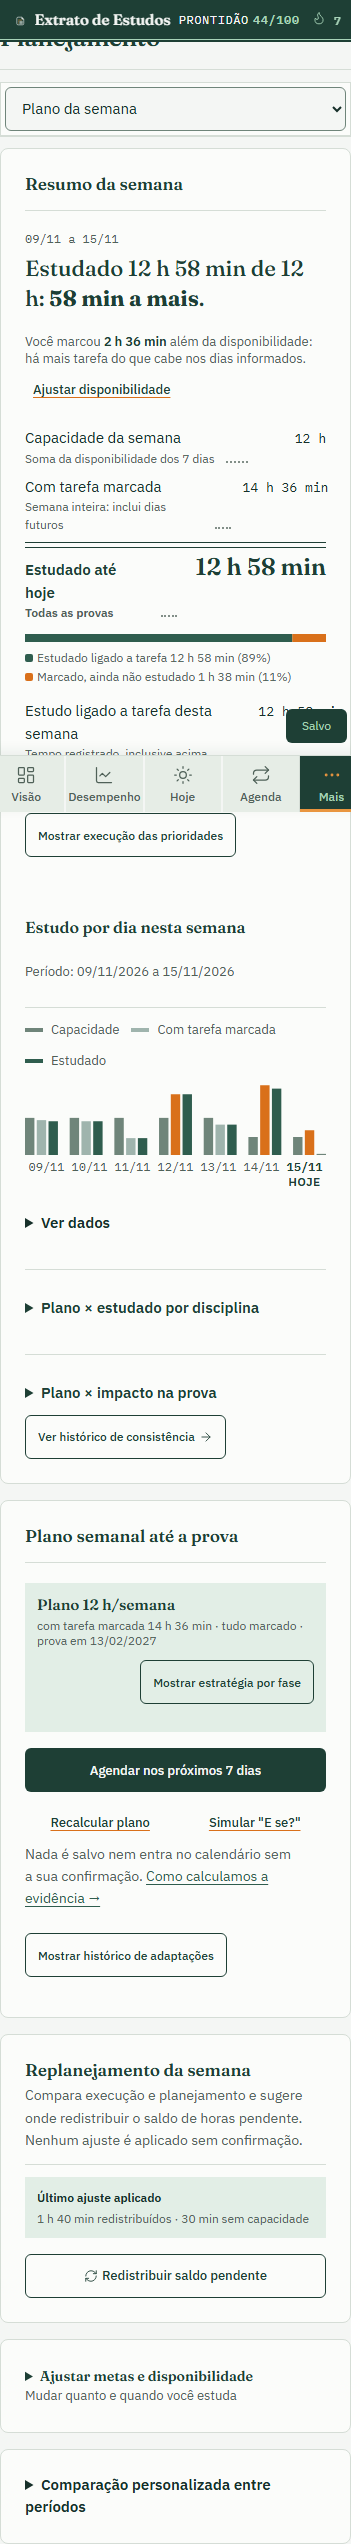 Extrato de Estudos PRONTIDÃO 44/100 7
Planejamento
Plano da semana
Resumo da semana
09/11 a 15/11
Estudado 12 h 58 min de 12
h: 58 min a mais.
Você marcou 2 h 36 min além da disponibilidade:
há mais tarefa do que cabe nos dias informados.
Ajustar disponibilidade
Capacidade da semana 12 h
Soma da disponibilidade dos 7 dias ......
Com tarefa marcada 14 h 36 min
Semana inteira: inclui dias
futuros .....
Estudado até 12 h 58 min
hoje
Todas as provas .....
Estudado ligado a tarefa 12 h 58 min (89%)
Marcado, ainda não estudado 1 h 38 min (11%)
Estudo ligado a tarefa desta 12 h
semana
Salvo
Tempo registrado, inclusive acima
Visão Desempenho Hoje Agenda Mais
Mostrar execução das prioridades
Estudo por dia nesta semana
Período: 09/11/2026 a 15/11/2026
Capacidade Com tarefa marcada
Estudado
09/11 10/11 11/11 12/11 13/11 14/11 15/11
HOJE
▶ Ver dados
▶ Plano × estudado por disciplina
▶ Plano × impacto na prova
Ver histórico de consistência →
Plano semanal até a prova
Plano 12 h/semana
com tarefa marcada 14 h 36 min · tudo marcado ·
prova em 13/02/2027
Mostrar estratégia por fase
Agendar nos próximos 7 dias
Recalcular plano Simular "E se?"
Nada é salvo nem entra no calendário sem
a sua confirmação. Como calculamos a
evidência →
Mostrar histórico de adaptações
Replanejamento da semana
Compara execução e planejamento e sugere
onde redistribuir o saldo de horas pendente.
Nenhum ajuste é aplicado sem confirmação.
Último ajuste aplicado
1 h 40 min redistribuídos · 30 min sem capacidade
Redistribuir saldo pendente
▶ Ajustar metas e disponibilidade
Mudar quanto e quando você estuda
▶ Comparação personalizada entre
períodos